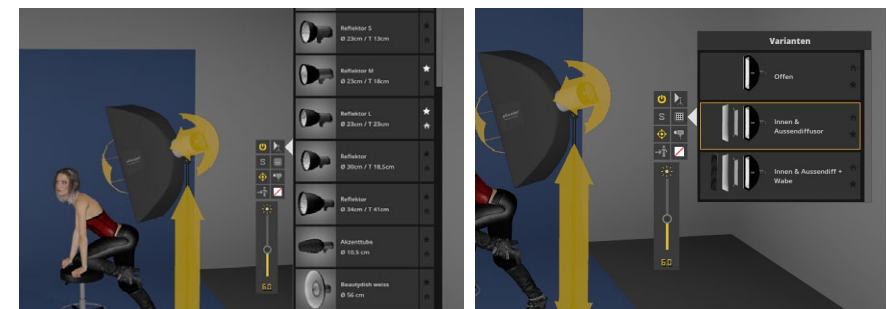 Reflektor S
Ø 23cm / T 13cm
Reflektor M
Ø 23cm / T 18cm
Reflektor L
Ø 23cm / T 23cm
Reflektor
Ø 30cm / T 18,5cm
Reflektor
Ø 34cm / T 41cm
Akzenttube
Ø 10,5 cm
Beautydish weiss
Ø 56 cm
S
6.0
Varianten
Offen
Innen &
Aussendiffusor
Innen & Aussendiff +
Wabe
S
6.0